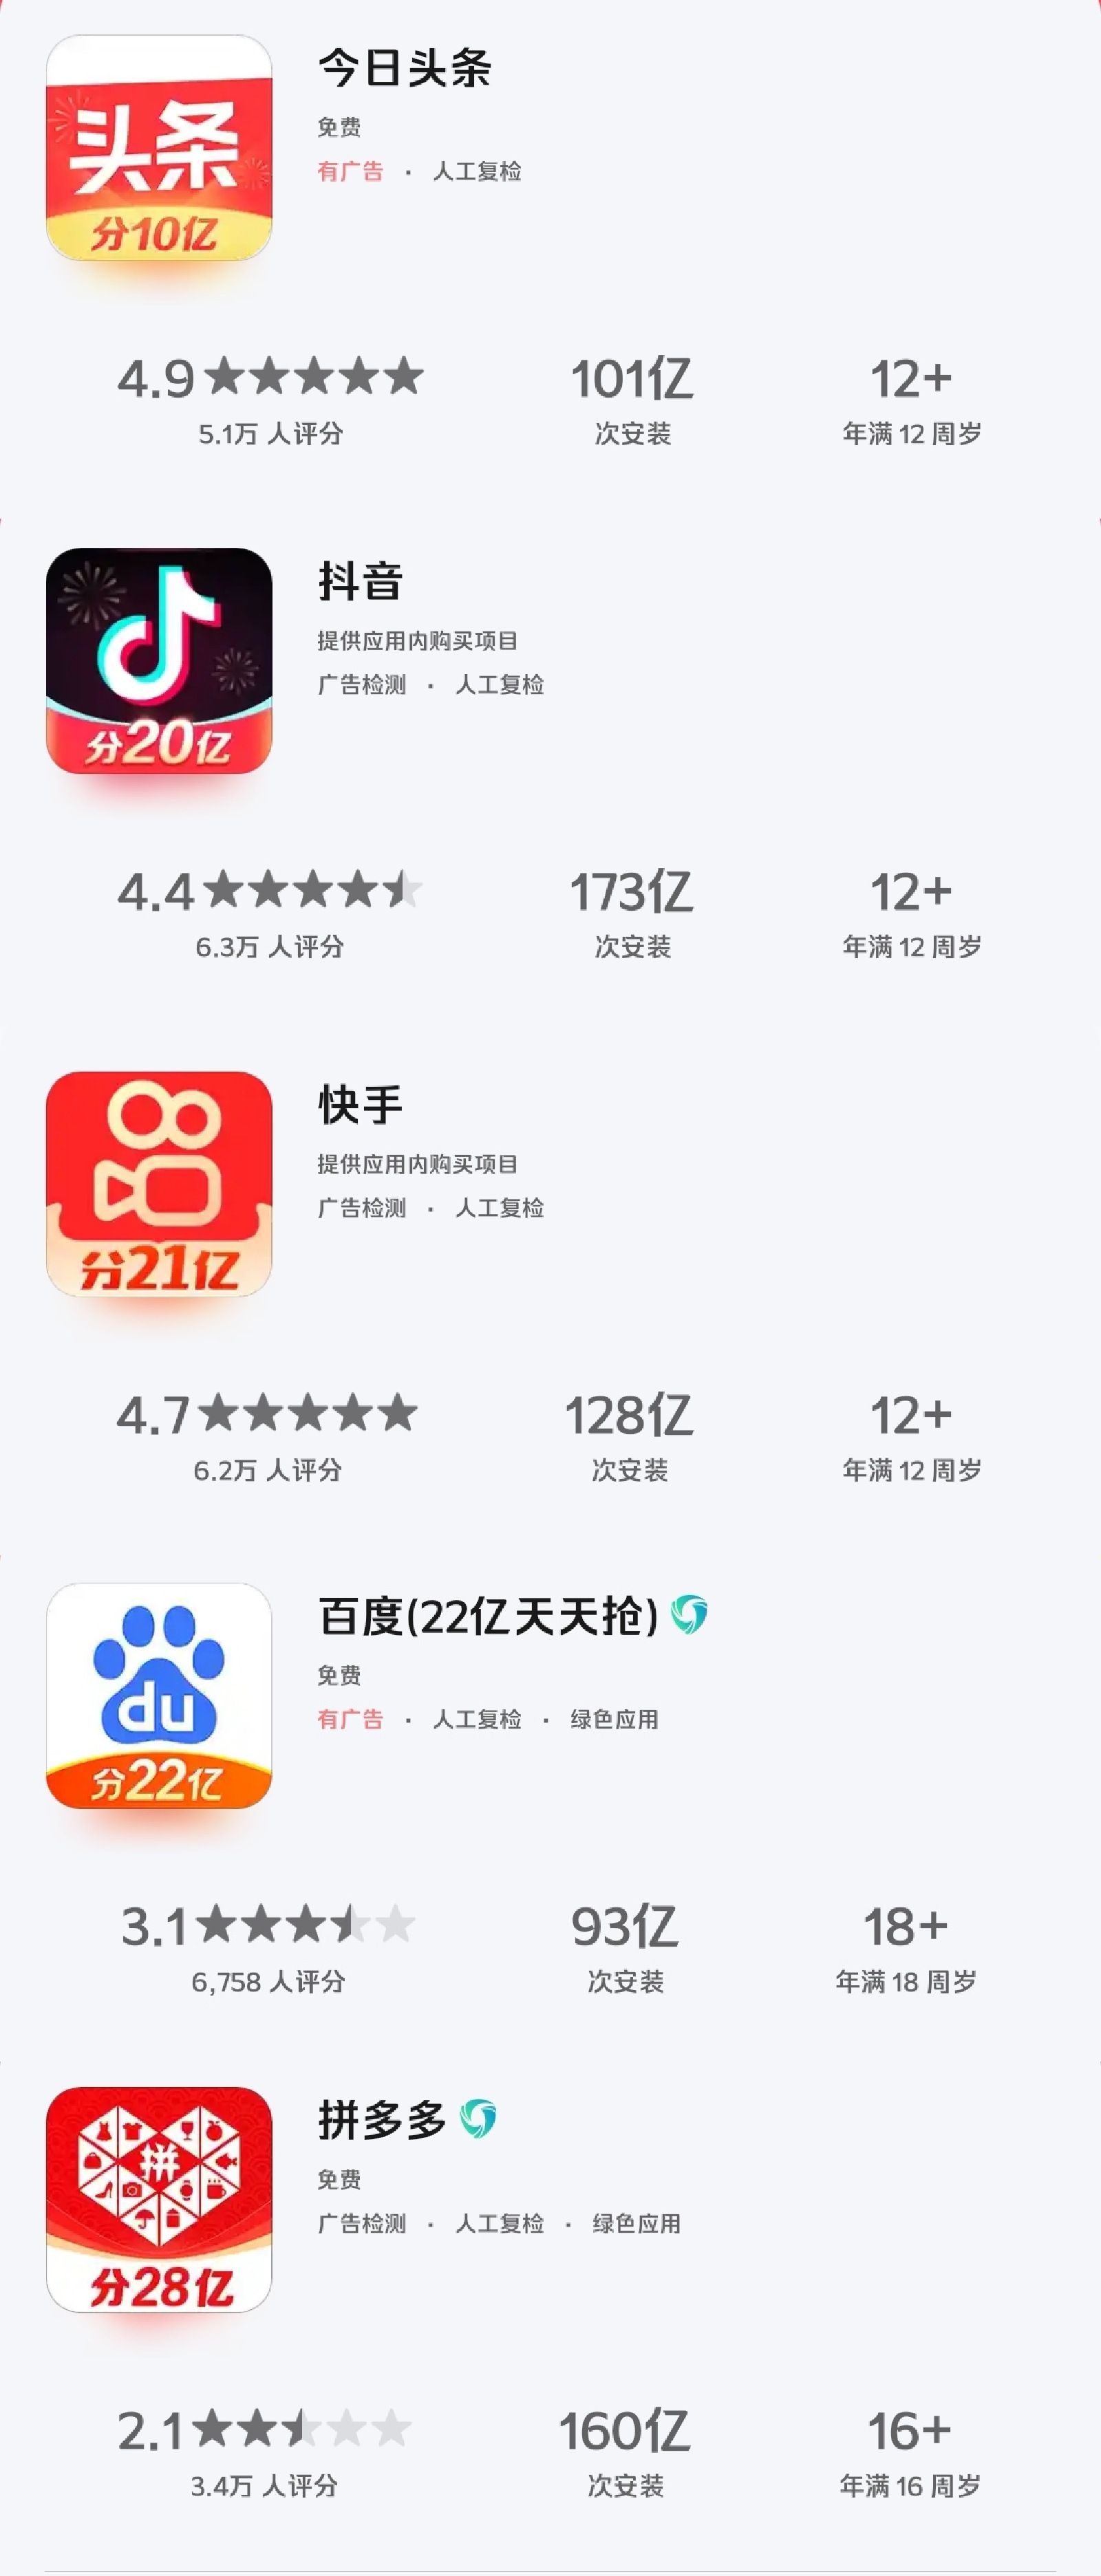 今日头条
免费
有广告 · 人工复检
头条
分10亿
4.9 101亿 12+
5.1万 人评分 次安装 年满 12 周岁
抖音
提供应用内购买项目
广告检测 · 人工复检
分20亿
4.4 173亿 12+
6.3万 人评分 次安装 年满 12 周岁
快手
提供应用内购买项目
广告检测 · 人工复检
分21亿
4.7 128亿 12+
6.2万 人评分 次安装 年满 12 周岁
百度(22亿天天抢)
免费
有广告 · 人工复检 · 绿色应用
du
分22亿
3.1 93亿 18+
6,758 人评分 次安装 年满 18 周岁
拼多多
免费
广告检测 · 人工复检 · 绿色应用
拼
分28亿
2.1 160亿 16+
3.4万 人评分 次安装 年满 16 周岁